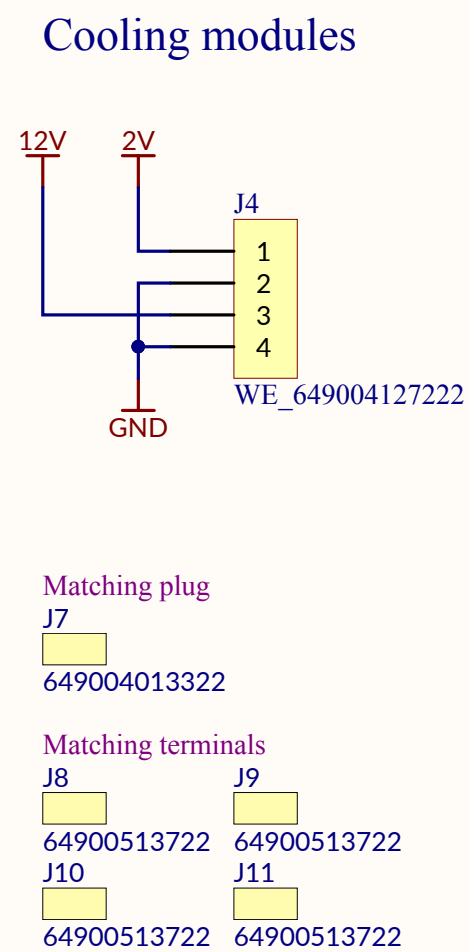 Cooling modules
12V 2V
J4
1
2
3
4
WE_649004127222
GND
Matching plug
J7
649004013322
Matching terminals
J8 J9
64900513722 64900513722
J10 J11
64900513722 64900513722